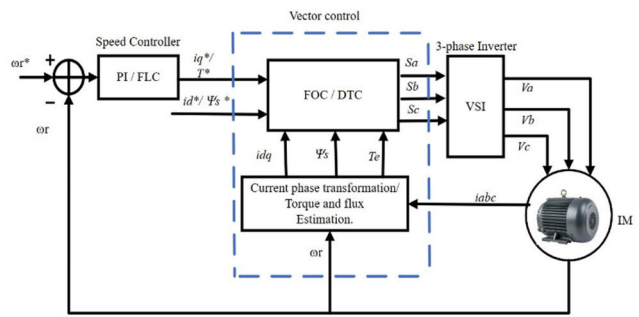 Vector control
Speed Controller
3-phase Inverter
ωr*
+
−
PI / FLC
iq*/
T*
id*/ Ψs *
FOC / DTC
Sa
Sb
Sc
VSI
Va
Vb
Vc
ωr
idq
Ψs
Te
Current phase transformation/
Torque and flux
Estimation.
iabc
IM
ωr